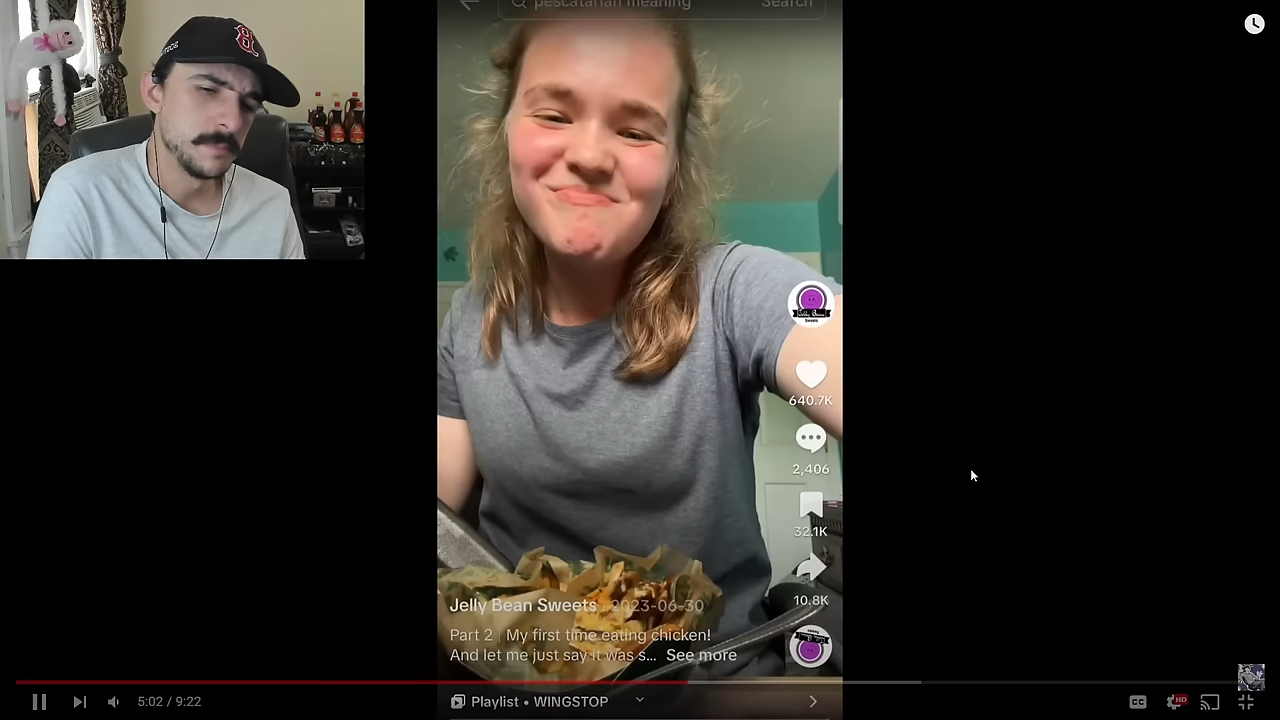 pescatarian meaning
Search
B
640.7K
2,406
32.1K
10.8K
Jelly Bean Sweets · 2023-06-30
Part 2 | My first time eating chicken!
And let me just say it was s... See more
Playlist • WINGSTOP
5:02 / 9:22
CC
HD